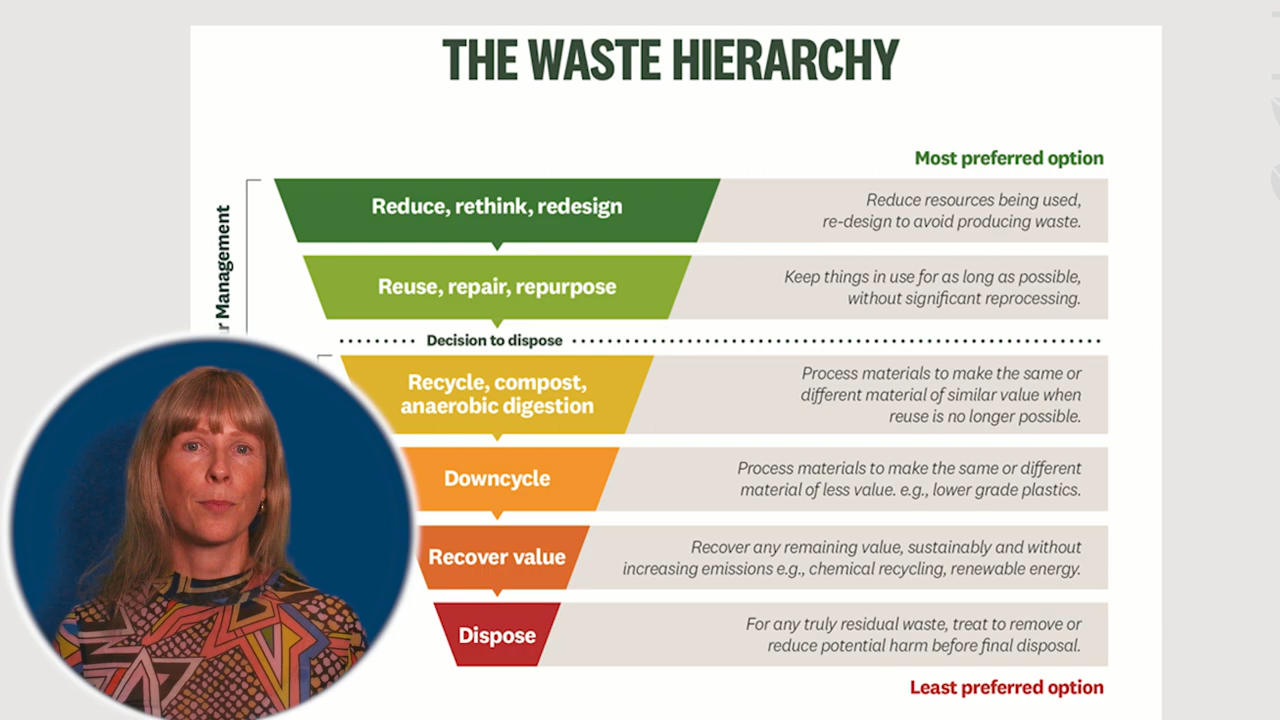 THE WASTE HIERARCHY
Most preferred option
Management
Reduce, rethink, redesign
Reduce resources being used,
re-design to avoid producing waste.
Reuse, repair, repurpose
Keep things in use for as long as possible,
without significant reprocessing.
Decision to dispose
Recycle, compost,
anaerobic digestion
Process materials to make the same or
different material of similar value when
reuse is no longer possible.
Downcycle
Process materials to make the same or different
material of less value. e.g., lower grade plastics.
Recover value
Recover any remaining value, sustainably and without
increasing emissions e.g., chemical recycling, renewable energy.
Dispose
For any truly residual waste, treat to remove or
reduce potential harm before final disposal.
Least preferred option